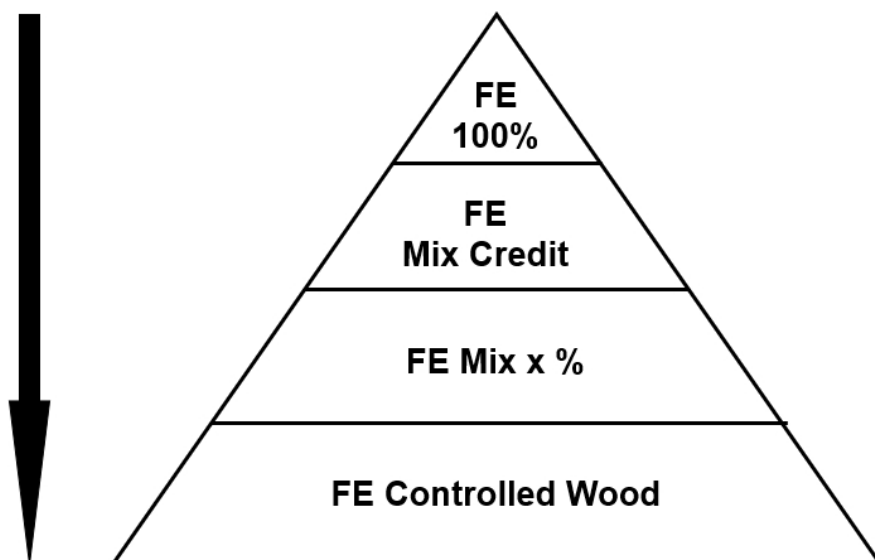 FE
100%
FE
Mix Credit
FE Mix x %
FE Controlled Wood